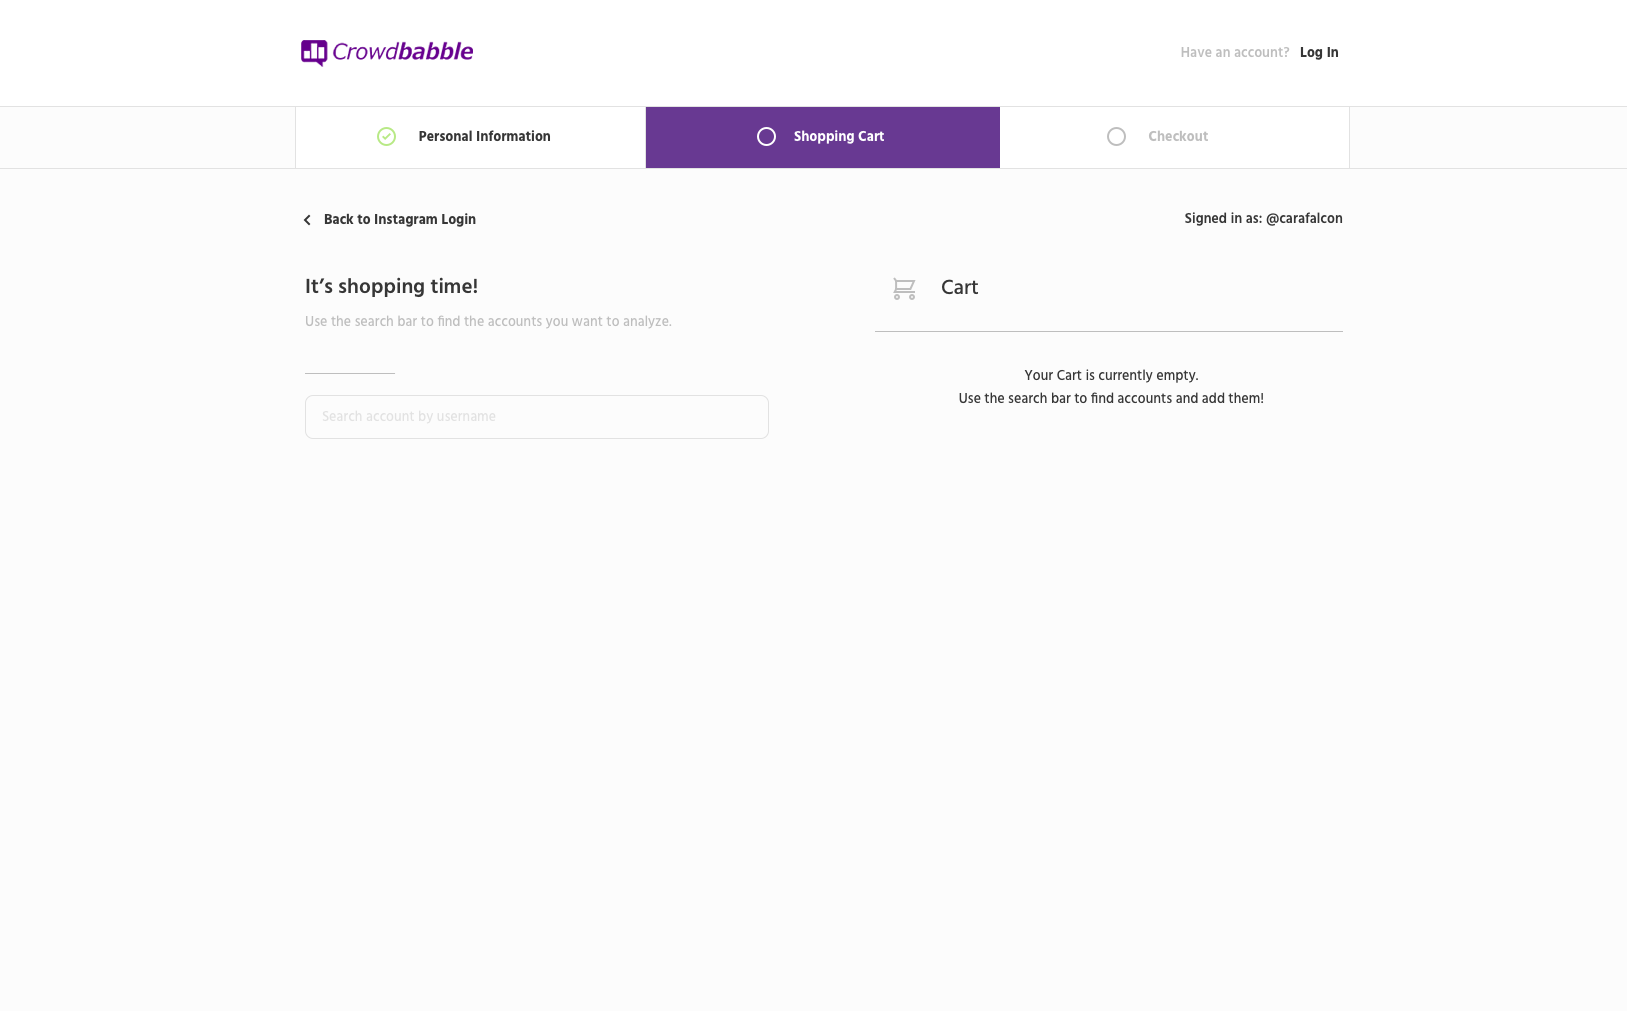 Crowdbabble
Have an account? Log In
Personal Information
Shopping Cart
Checkout
Back to Instagram Login
Signed in as: @carafalcon
It’s shopping time!
Use the search bar to find the accounts you want to analyze.
Search account by username
Cart
Your Cart is currently empty.
Use the search bar to find accounts and add them!